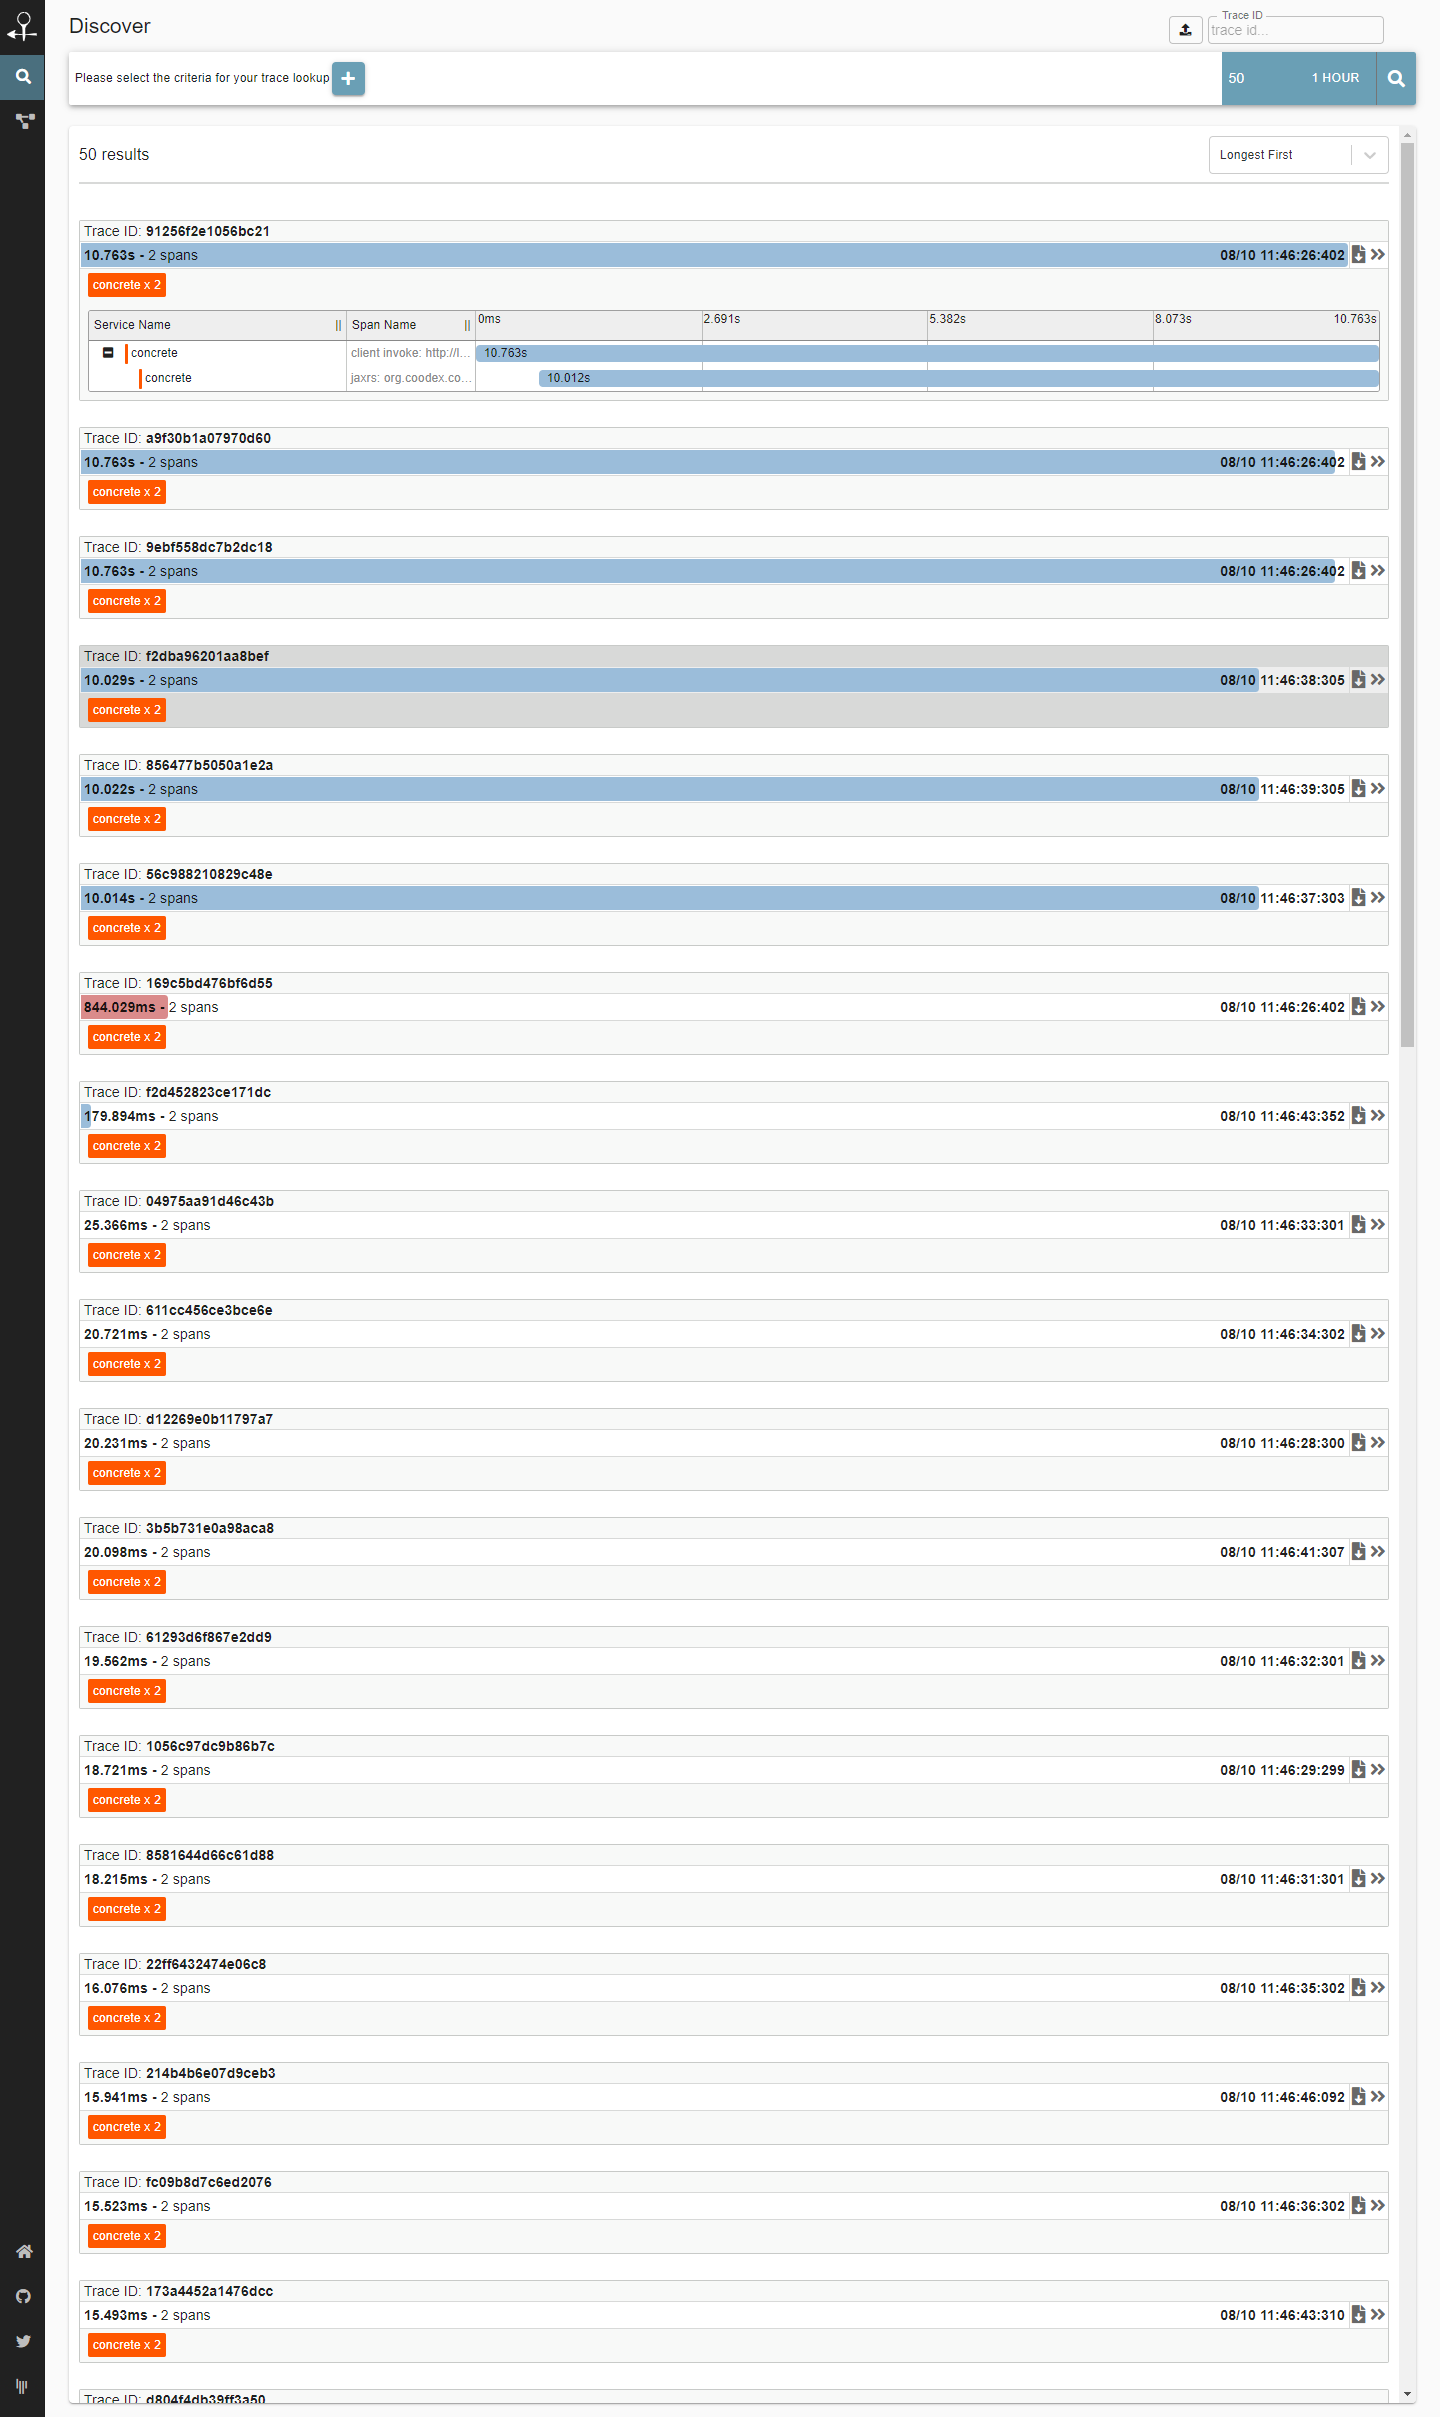 Discover
Trace ID
trace id...
Please select the criteria for your trace lookup
50 1 HOUR
50 results
Longest First
Trace ID: 91256f2e1056bc21
10.763s - 2 spans 08/10 11:46:26:402
concrete x 2
Service Name || Span Name || 0ms 2.691s 5.382s 8.073s 10.763s
concrete client invoke: http://l... 10.763s
concrete jaxrs: org.coodex.co... 10.012s
Trace ID: a9f30b1a07970d60
10.763s - 2 spans 08/10 11:46:26:402
concrete x 2
Trace ID: 9ebf558dc7b2dc18
10.763s - 2 spans 08/10 11:46:26:402
concrete x 2
Trace ID: f2dba96201aa8bef
10.029s - 2 spans 08/10 11:46:38:305
concrete x 2
Trace ID: 856477b5050a1e2a
10.022s - 2 spans 08/10 11:46:39:305
concrete x 2
Trace ID: 56c988210829c48e
10.014s - 2 spans 08/10 11:46:37:303
concrete x 2
Trace ID: 169c5bd476bf6d55
844.029ms - 2 spans 08/10 11:46:26:402
concrete x 2
Trace ID: f2d452823ce171dc
179.894ms - 2 spans 08/10 11:46:43:352
concrete x 2
Trace ID: 04975aa91d46c43b
25.366ms - 2 spans 08/10 11:46:33:301
concrete x 2
Trace ID: 611cc456ce3bce6e
20.721ms - 2 spans 08/10 11:46:34:302
concrete x 2
Trace ID: d12269e0b11797a7
20.231ms - 2 spans 08/10 11:46:28:300
concrete x 2
Trace ID: 3b5b731e0a98aca8
20.098ms - 2 spans 08/10 11:46:41:307
concrete x 2
Trace ID: 61293d6f867e2dd9
19.562ms - 2 spans 08/10 11:46:32:301
concrete x 2
Trace ID: 1056c97dc9b86b7c
18.721ms - 2 spans 08/10 11:46:29:299
concrete x 2
Trace ID: 8581644d66c61d88
18.215ms - 2 spans 08/10 11:46:31:301
concrete x 2
Trace ID: 22ff6432474e06c8
16.076ms - 2 spans 08/10 11:46:35:302
concrete x 2
Trace ID: 214b4b6e07d9ceb3
15.941ms - 2 spans 08/10 11:46:46:092
concrete x 2
Trace ID: fc09b8d7c6ed2076
15.523ms - 2 spans 08/10 11:46:36:302
concrete x 2
Trace ID: 173a4452a1476dcc
15.493ms - 2 spans 08/10 11:46:43:310
concrete x 2
Trace ID: d804f4db39ff3a50